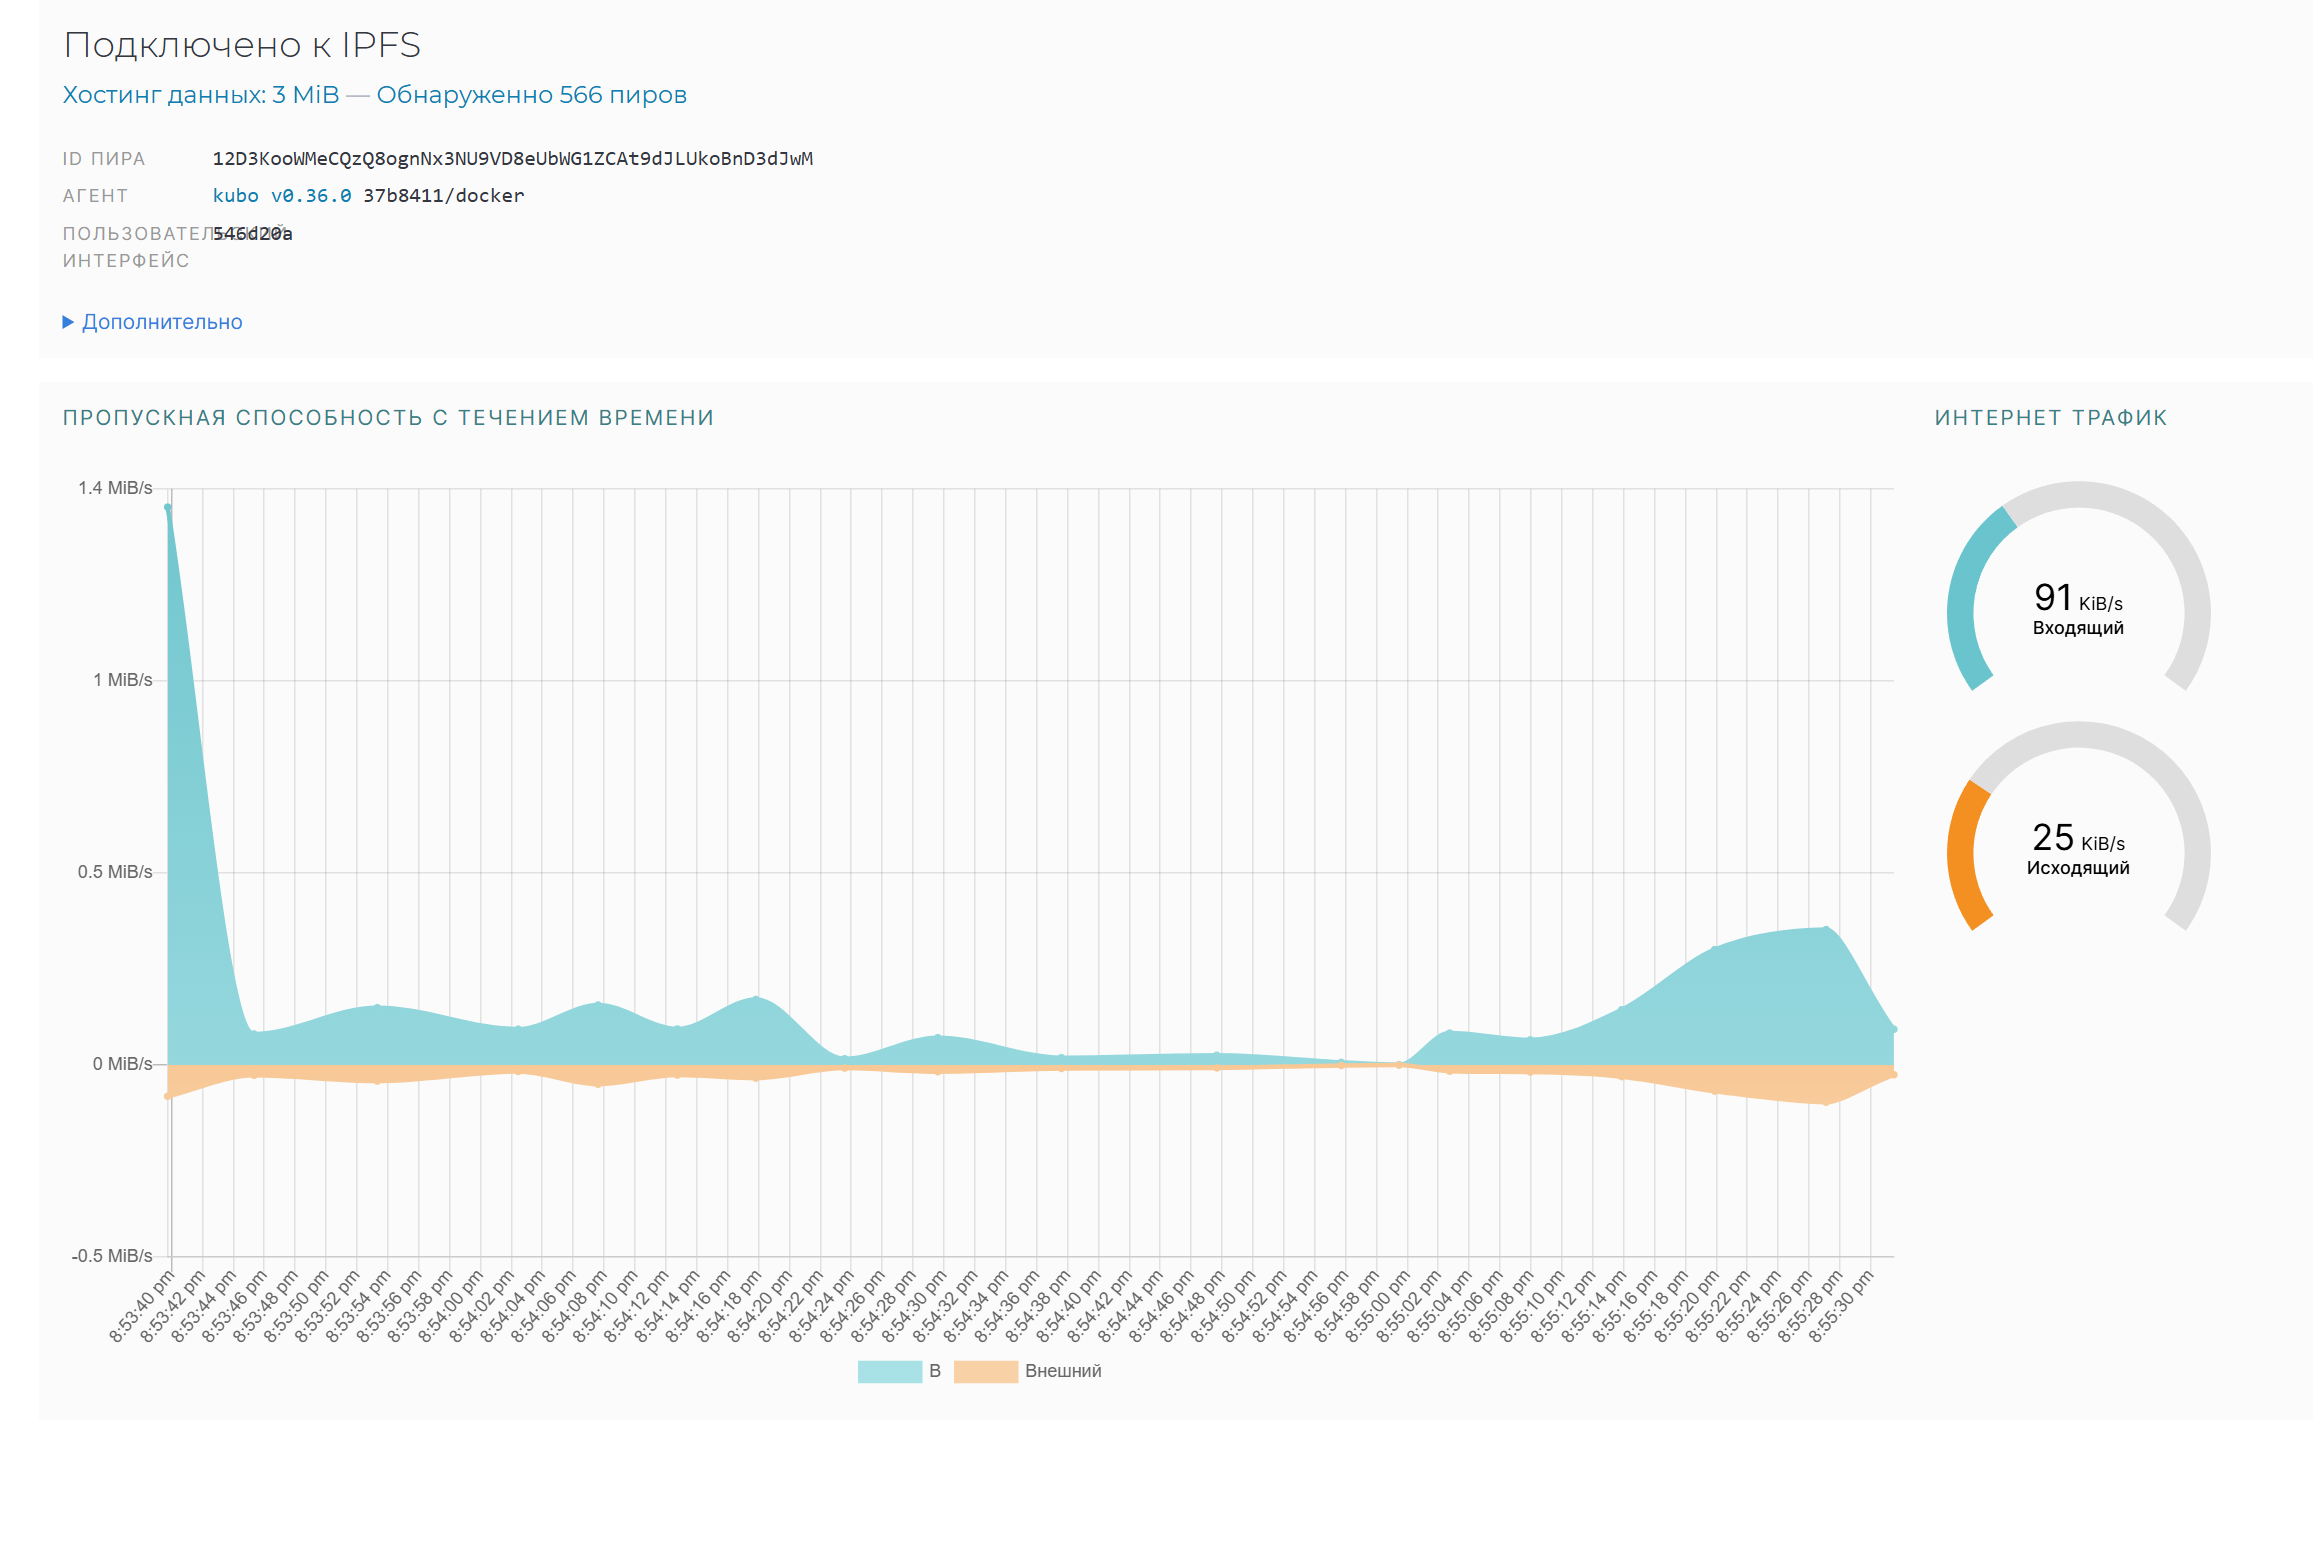 Подключено к IPFS
Хостинг данных: 3 MiB — Обнаруженно 566 пиров
ID ПИРА 12D3KooWMeCQzQ8ognNx3NU9VD8eUbWG1ZCAt9dJLUkoBnD3dJwM
АГЕНТ kubo v0.36.0 37b8411/docker
ПОЛЬЗОВАТЕЛЬСКИЙ 546d20a
ИНТЕРФЕЙС
▶ Дополнительно
ПРОПУСКНАЯ СПОСОБНОСТЬ С ТЕЧЕНИЕМ ВРЕМЕНИ
1.4 MiB/s
1 MiB/s
0.5 MiB/s
0 MiB/s
-0.5 MiB/s
8:53:40 pm
8:53:42 pm
8:53:44 pm
8:53:46 pm
8:53:48 pm
8:53:50 pm
8:53:52 pm
8:53:54 pm
8:53:56 pm
8:53:58 pm
8:54:00 pm
8:54:02 pm
8:54:04 pm
8:54:06 pm
8:54:08 pm
8:54:10 pm
8:54:12 pm
8:54:14 pm
8:54:16 pm
8:54:18 pm
8:54:20 pm
8:54:22 pm
8:54:24 pm
8:54:26 pm
8:54:28 pm
8:54:30 pm
8:54:32 pm
8:54:34 pm
8:54:36 pm
8:54:38 pm
8:54:40 pm
8:54:42 pm
8:54:44 pm
8:54:46 pm
8:54:48 pm
8:54:50 pm
8:54:52 pm
8:54:54 pm
8:54:56 pm
8:54:58 pm
8:55:00 pm
8:55:02 pm
8:55:04 pm
8:55:06 pm
8:55:08 pm
8:55:10 pm
8:55:12 pm
8:55:14 pm
8:55:16 pm
8:55:18 pm
8:55:20 pm
8:55:22 pm
8:55:24 pm
8:55:26 pm
8:55:28 pm
8:55:30 pm
В Внешний
ИНТЕРНЕТ ТРАФИК
91 KiB/s
Входящий
25 KiB/s
Исходящий